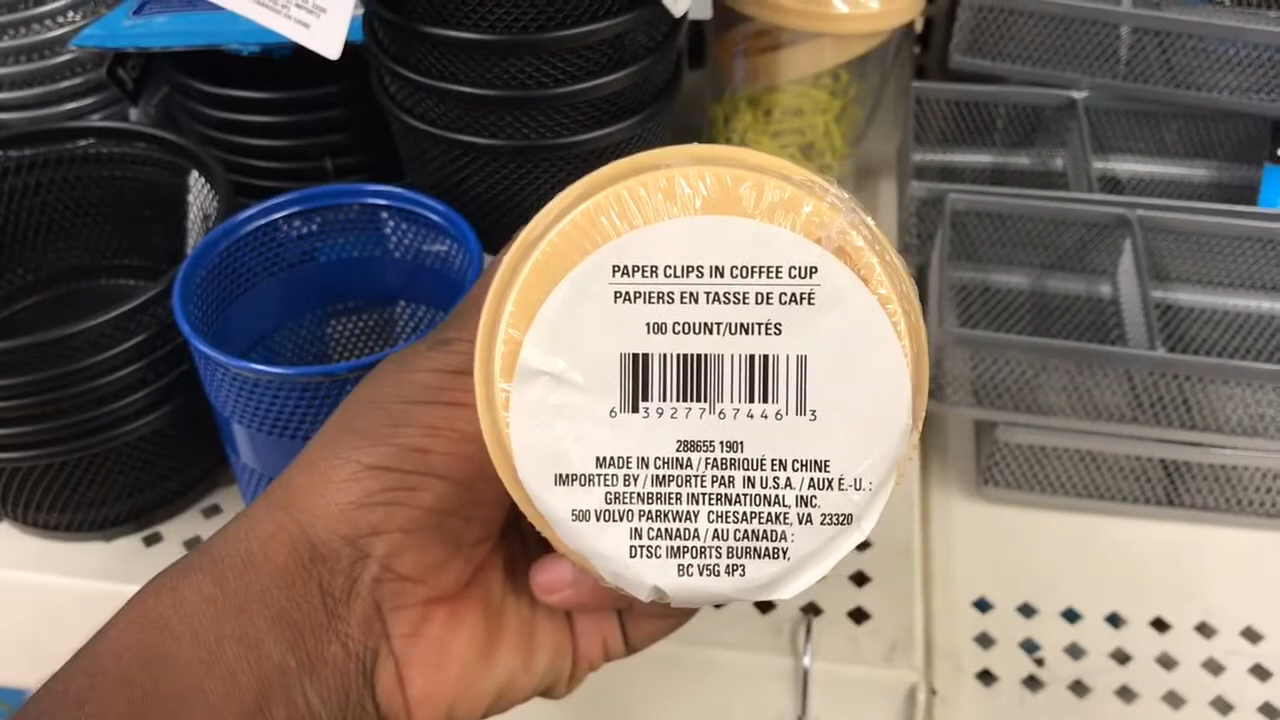 PAPER CLIPS IN COFFEE CUP
PAPIERS EN TASSE DE CAFÉ
100 COUNT/UNITÉS
6 39277 67446 3
288655 1901
MADE IN CHINA / FABRIQUÉ EN CHINE
IMPORTED BY / IMPORTÉ PAR IN U.S.A. / AUX É.-U. :
GREENBRIER INTERNATIONAL, INC.
500 VOLVO PARKWAY CHESAPEAKE, VA 23320
IN CANADA / AU CANADA :
DTSC IMPORTS BURNABY,
BC V5G 4P3